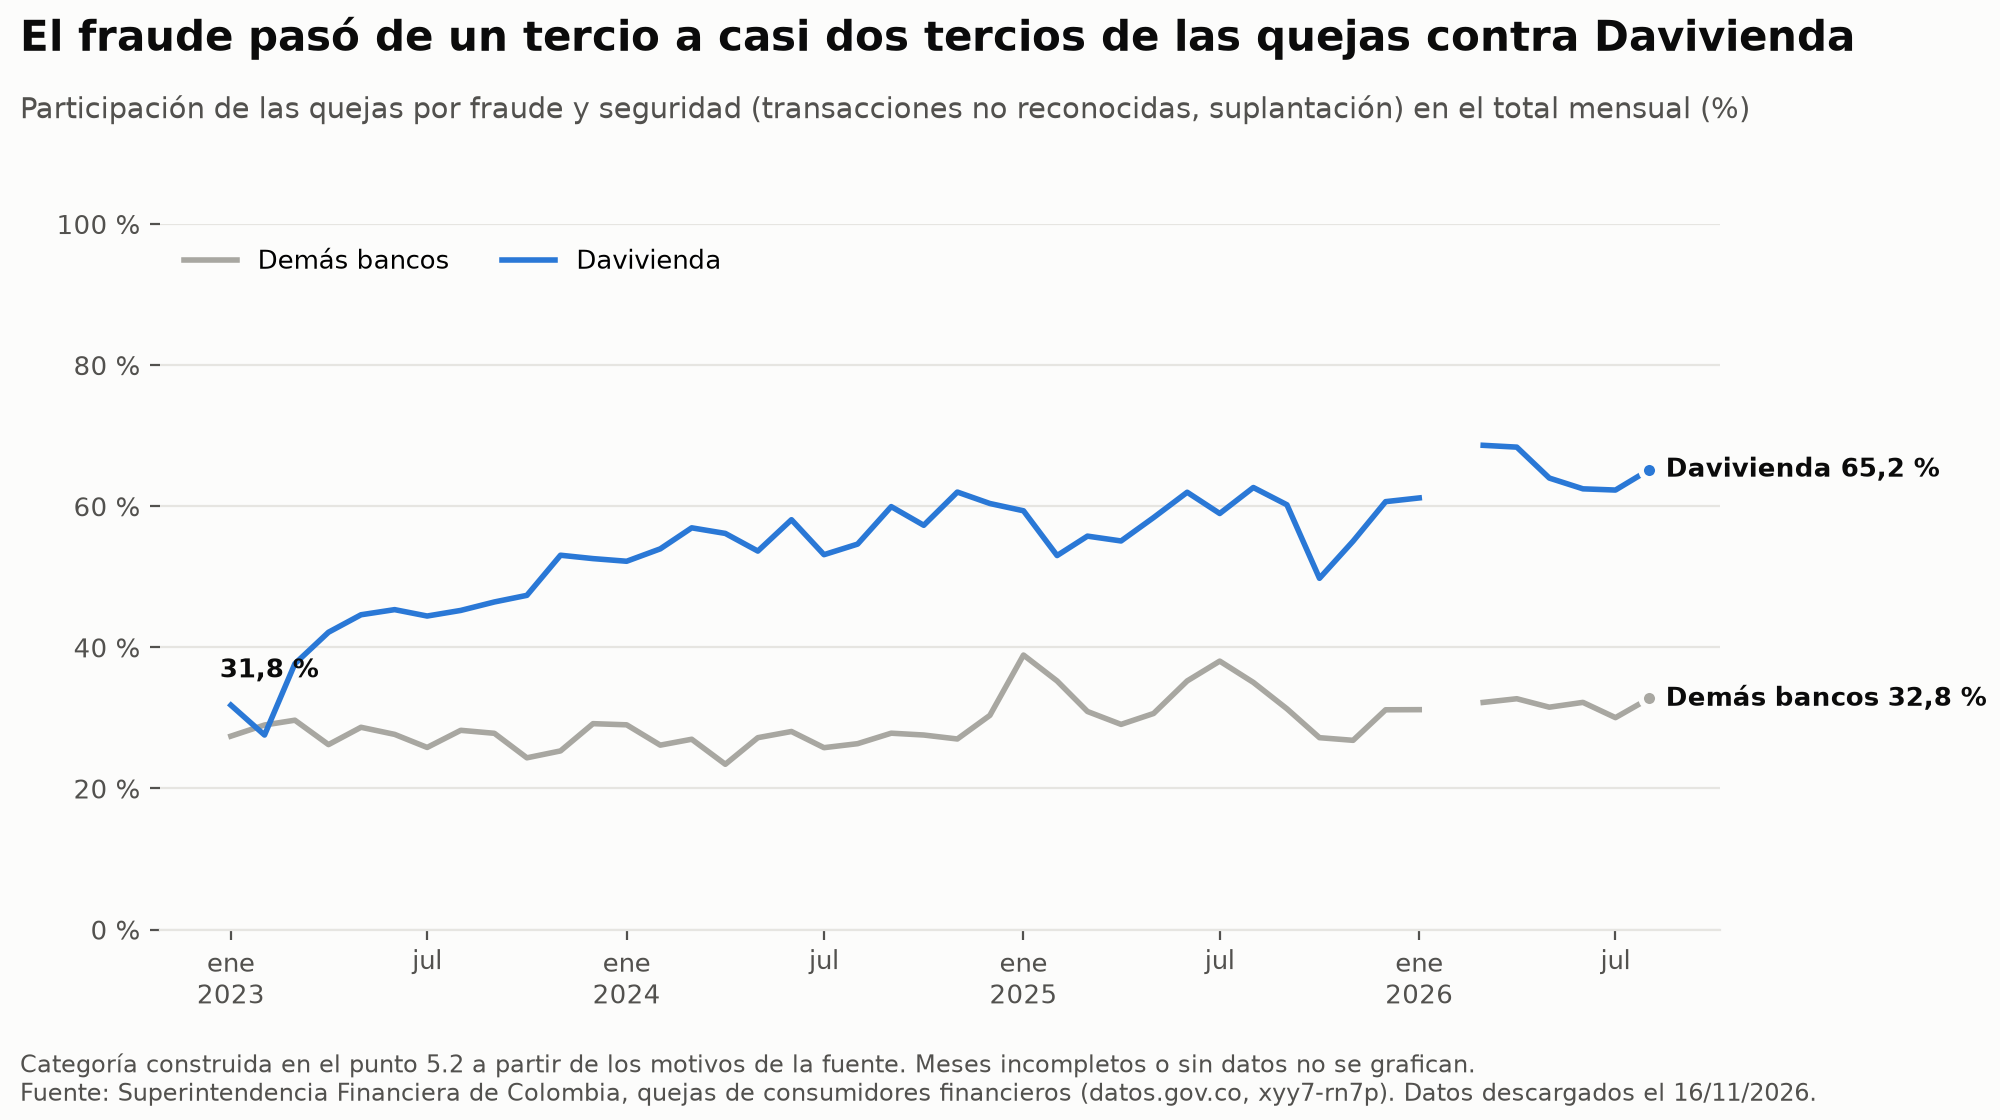 El fraude pasó de un tercio a casi dos tercios de las quejas contra Davivienda
Participación de las quejas por fraude y seguridad (transacciones no reconocidas, suplantación) en el total mensual (%)
100 %
Demás bancos
Davivienda
80 %
Davivienda 65,2 %
60 %
40 %
31,8 %
Demás bancos 32,8 %
20 %
0 %
ene jul ene jul ene jul ene jul
2023 2024 2025 2026
Categoría construida en el punto 5.2 a partir de los motivos de la fuente. Meses incompletos o sin datos no se grafican.
Fuente: Superintendencia Financiera de Colombia, quejas de consumidores financieros (datos.gov.co, xyy7-rn7p). Datos descargados el 16/11/2026.